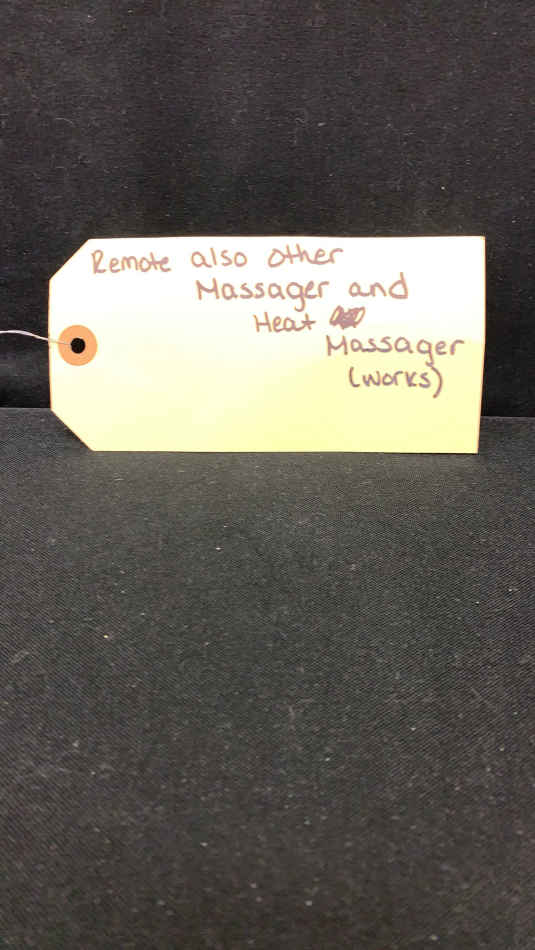 Remote also other
Massager and
Heat
Massager
(works)